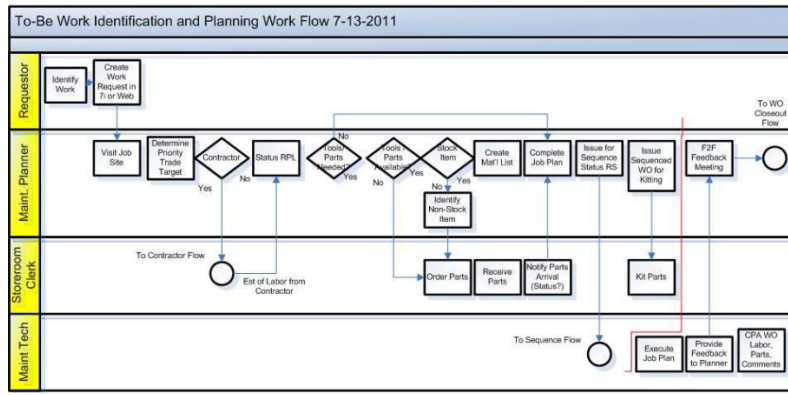 To-Be Work Identification and Planning Work Flow 7-13-2011
Requestor
Identify
Work
Create
Work
Request in
7i or Web
To WO
Closeout
Flow
Maint. Planner
Visit Job
Site
Determine
Priority
Trade
Target
Contractor
Yes
No
Status RPL
Tools/
Parts
Needed?
No
Yes
Tools /
Parts
Available?
No
Yes
Stock
Item
Yes
No
Identify
Non-Stock
Item
Create
Mat'l List
Complete
Job Plan
Issue for
Sequence
Status RS
Issue
Sequenced
WO for
Kitting
F2F
Feedback
Meeting
Storeroom
Clerk
To Contractor Flow
Est of Labor from
Contractor
Order Parts
Receive
Parts
Notify Parts
Arrival
(Status?)
Kit Parts
Maint Tech
To Sequence Flow
Execute
Job Plan
Provide
Feedback
to Planner
CPA WO
Labor,
Parts,
Comments